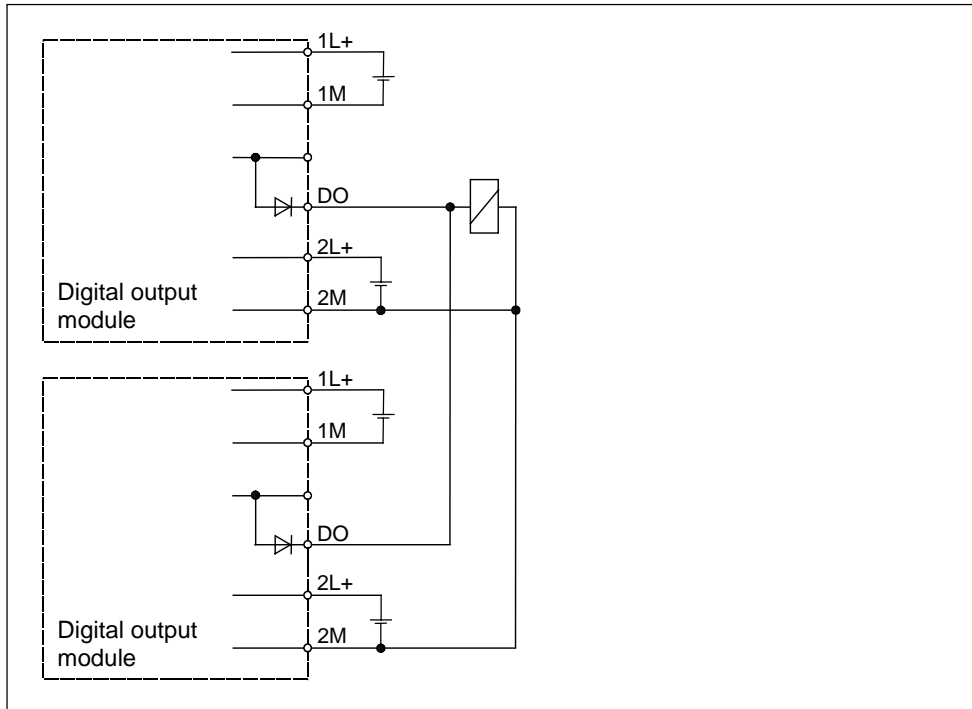 1L+
1M
DO
2L+
Digital output
module
2M
1L+
1M
DO
2L+
Digital output
module
2M